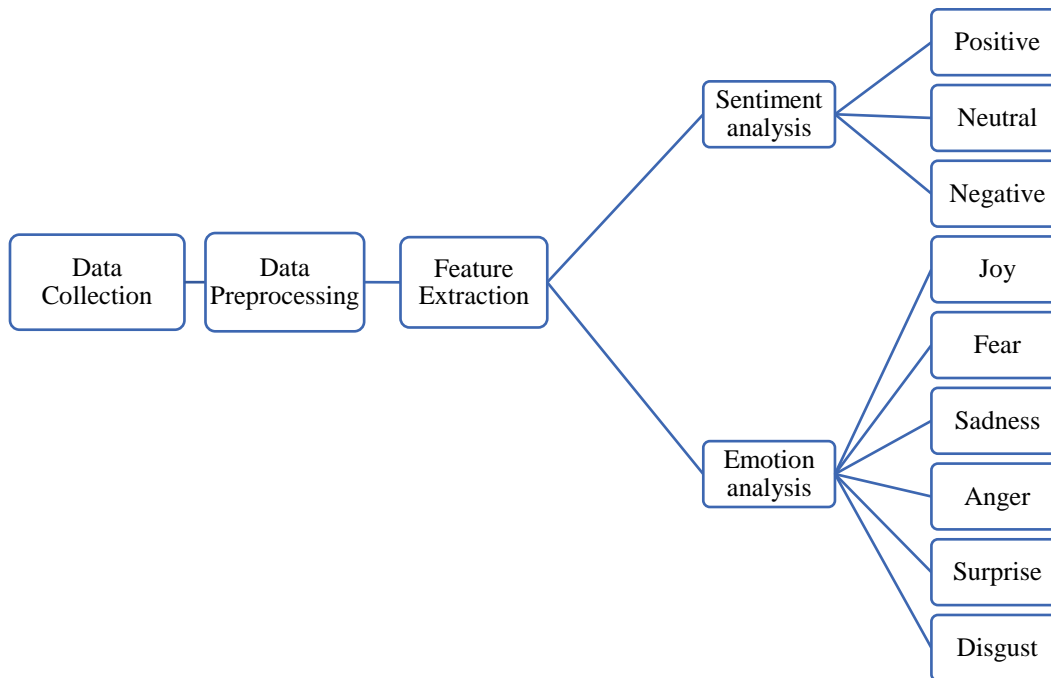 Data
Collection
Data
Preprocessing
Feature
Extraction
Sentiment
analysis
Positive
Neutral
Negative
Emotion
analysis
Joy
Fear
Sadness
Anger
Surprise
Disgust